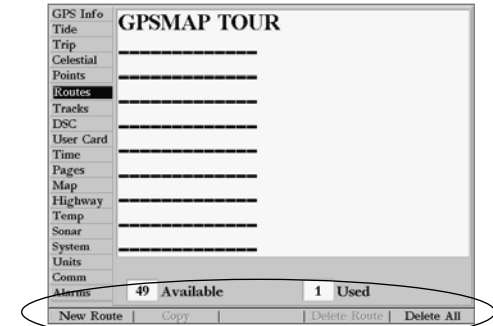 GPS Info
Tide
Trip
Celestial
Points
Routes
Tracks
DSC
User Card
Time
Pages
Map
Highway
Temp
Sonar
System
Units
Comm
Alarms
GPSMAP TOUR
49 Available 1 Used
New Route | Copy | | Delete Route | Delete All